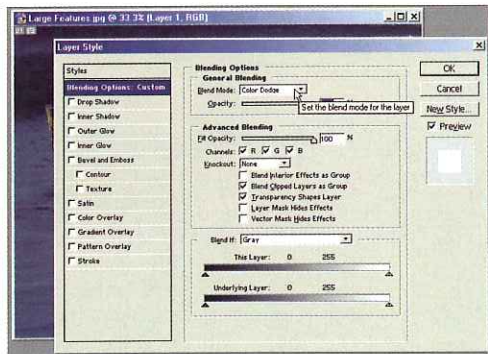 Large Features.jpg @ 33.3% (Layer 1, RGB)
Layer Style
Styles
Blending Options: Custom
Drop Shadow
Inner Shadow
Outer Glow
Inner Glow
Bevel and Emboss
Contour
Texture
Satin
Color Overlay
Gradient Overlay
Pattern Overlay
Stroke
Blending Options
General Blending
Blend Mode: Color Dodge
Opacity:
Set the blend mode for the layer
Advanced Blending
Fill Opacity: 100 %
Channels: R G B
Knockout: None
Blend Interior Effects as Group
Blend Clipped Layers as Group
Transparency Shapes Layer
Layer Mask Hides Effects
Vector Mask Hides Effects
Blend If: Gray
This Layer: 0 255
Underlying Layer: 0 255
OK
Cancel
New Style...
Preview